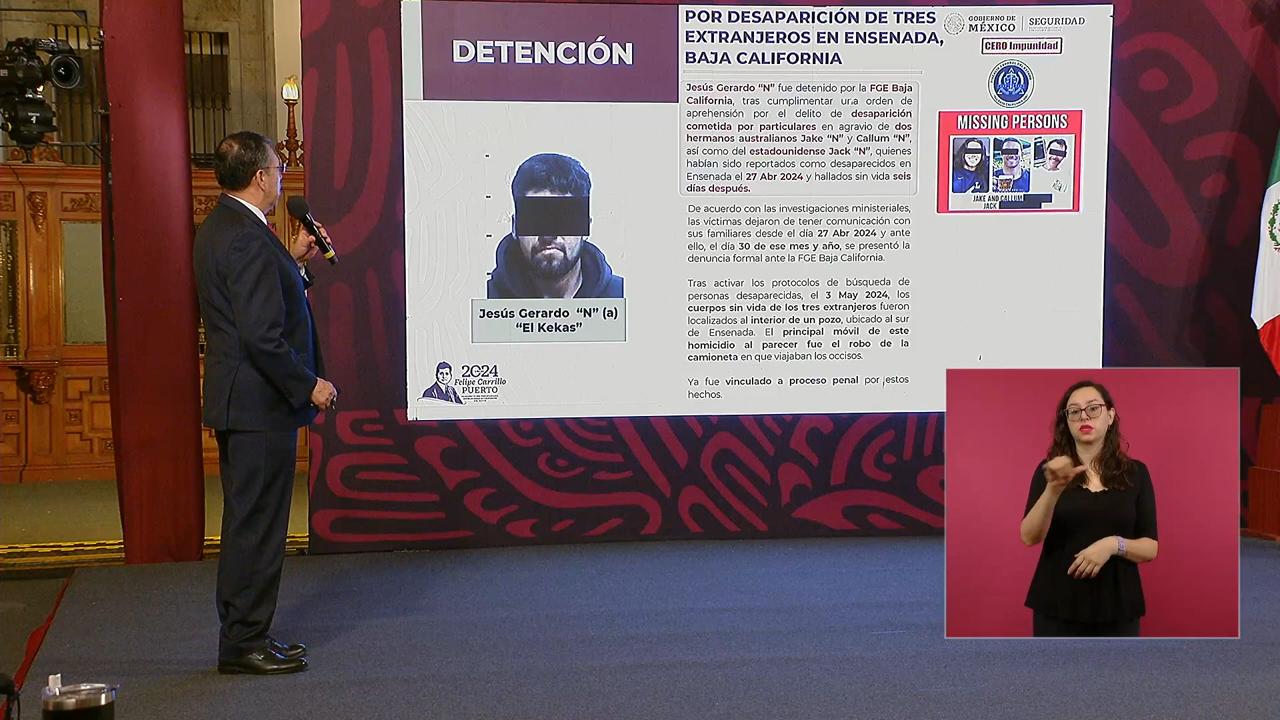 DETENCIÓN
POR DESAPARICIÓN DE TRES
EXTRANJEROS EN ENSENADA,
BAJA CALIFORNIA
GOBIERNO DE
MÉXICO
SEGURIDAD
CERO Impunidad
Jesús Gerardo “N” fue detenido por la FGE Baja
California, tras cumplimentar una orden de
aprehensión por el delito de desaparición
cometida por particulares en agravio de dos
hermanos australianos Jake “N” y Callum “N”,
así como del estadounidense Jack “N”, quienes
habían sido reportados como desaparecidos en
Ensenada el 27 Abr 2024 y hallados sin vida seis
días después.
MISSING PERSONS
JAKE AND CALLUM
JACK
De acuerdo con las investigaciones ministeriales,
las víctimas dejaron de tener comunicación con
sus familiares desde el día 27 Abr 2024 y ante
ello, el día 30 de ese mes y año, se presentó la
denuncia formal ante la FGE Baja California.
Tras activar los protocolos de búsqueda de
personas desaparecidas, el 3 May 2024, los
cuerpos sin vida de los tres extranjeros fueron
localizados al interior de un pozo, ubicado al sur
de Ensenada. El principal móvil de este
homicidio al parecer fue el robo de la
camioneta en que viajaban los occisos.
Ya fue vinculado a proceso penal por estos
hechos.
Jesús Gerardo “N” (a)
“El Kekas”
2024
Felipe Carrillo
PUERTO